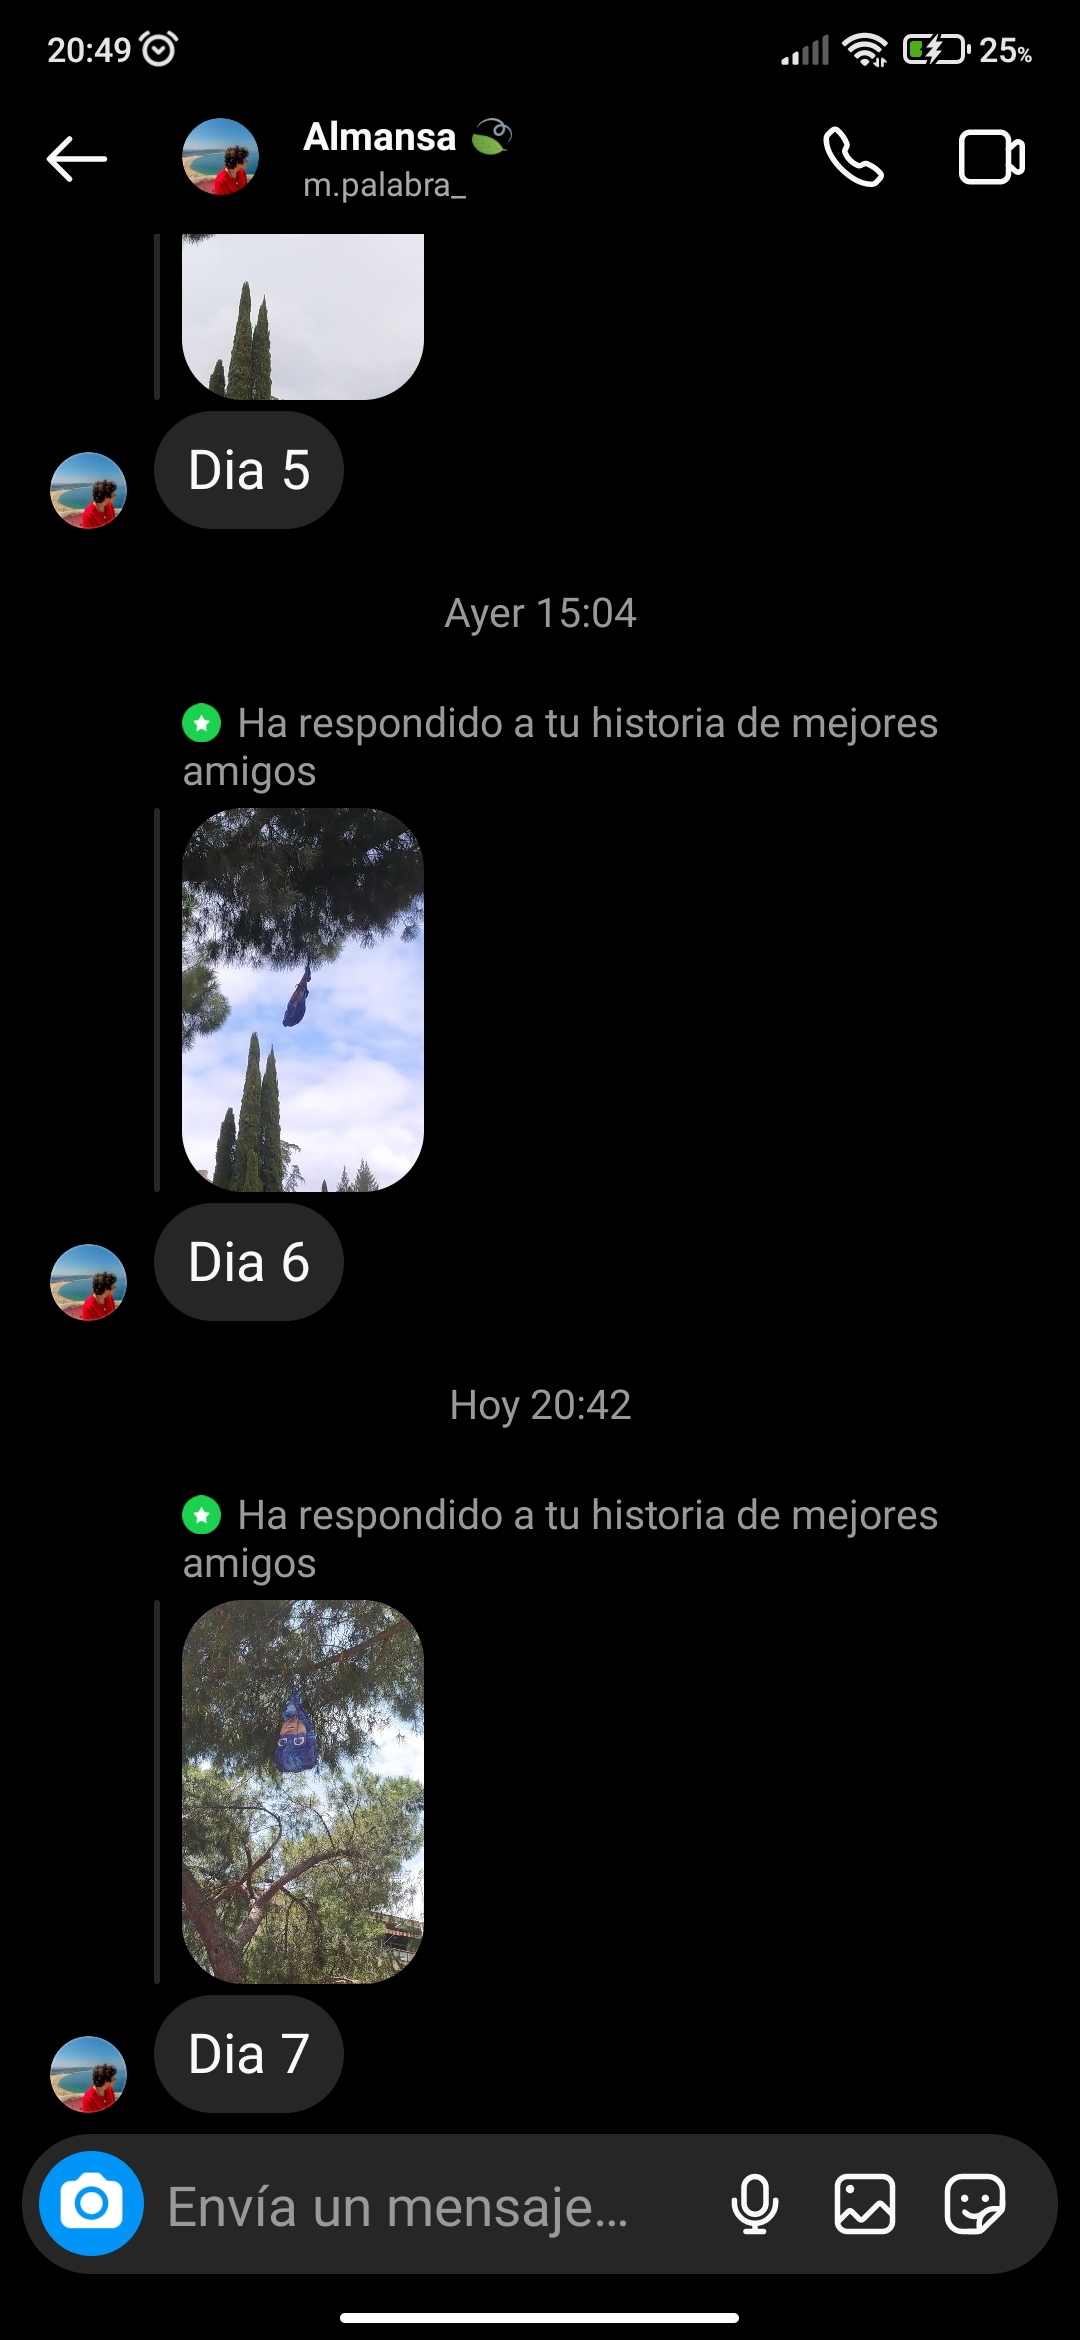 20:49
25%
Almansa
m.palabra_
Dia 5
Ayer 15:04
Ha respondido a tu historia de mejores
amigos
Dia 6
Hoy 20:42
Ha respondido a tu historia de mejores
amigos
Dia 7
Envía un mensaje...